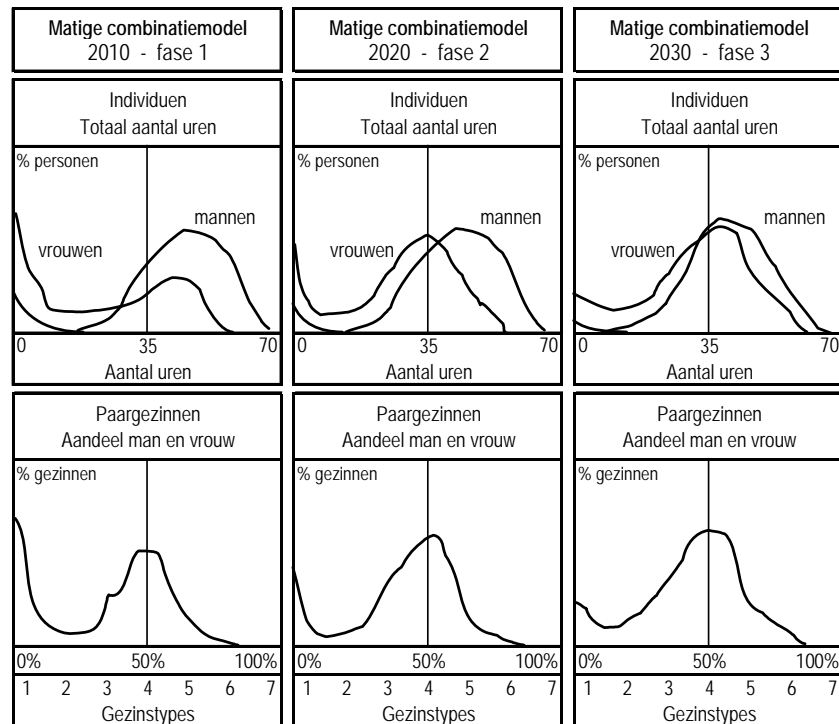 Matige combinatiemodel
2010 - fase 1
Individuen
Totaal aantal uren
% personen
mannen
vrouwen
0 35 70
Aantal uren
Paargezinnen
Aandeel man en vrouw
% gezinnen
0% 50% 100%
1 2 3 4 5 6 7
Gezinstypes
Matige combinatiemodel
2020 - fase 2
Individuen
Totaal aantal uren
% personen
mannen
vrouwen
0 35 70
Aantal uren
Paargezinnen
Aandeel man en vrouw
% gezinnen
0% 50% 100%
1 2 3 4 5 6 7
Gezinstypes
Matige combinatiemodel
2030 - fase 3
Individuen
Totaal aantal uren
% personen
mannen
vrouwen
0 35 70
Aantal uren
Paargezinnen
Aandeel man en vrouw
% gezinnen
0% 50% 100%
1 2 3 4 5 6 7
Gezinstypes